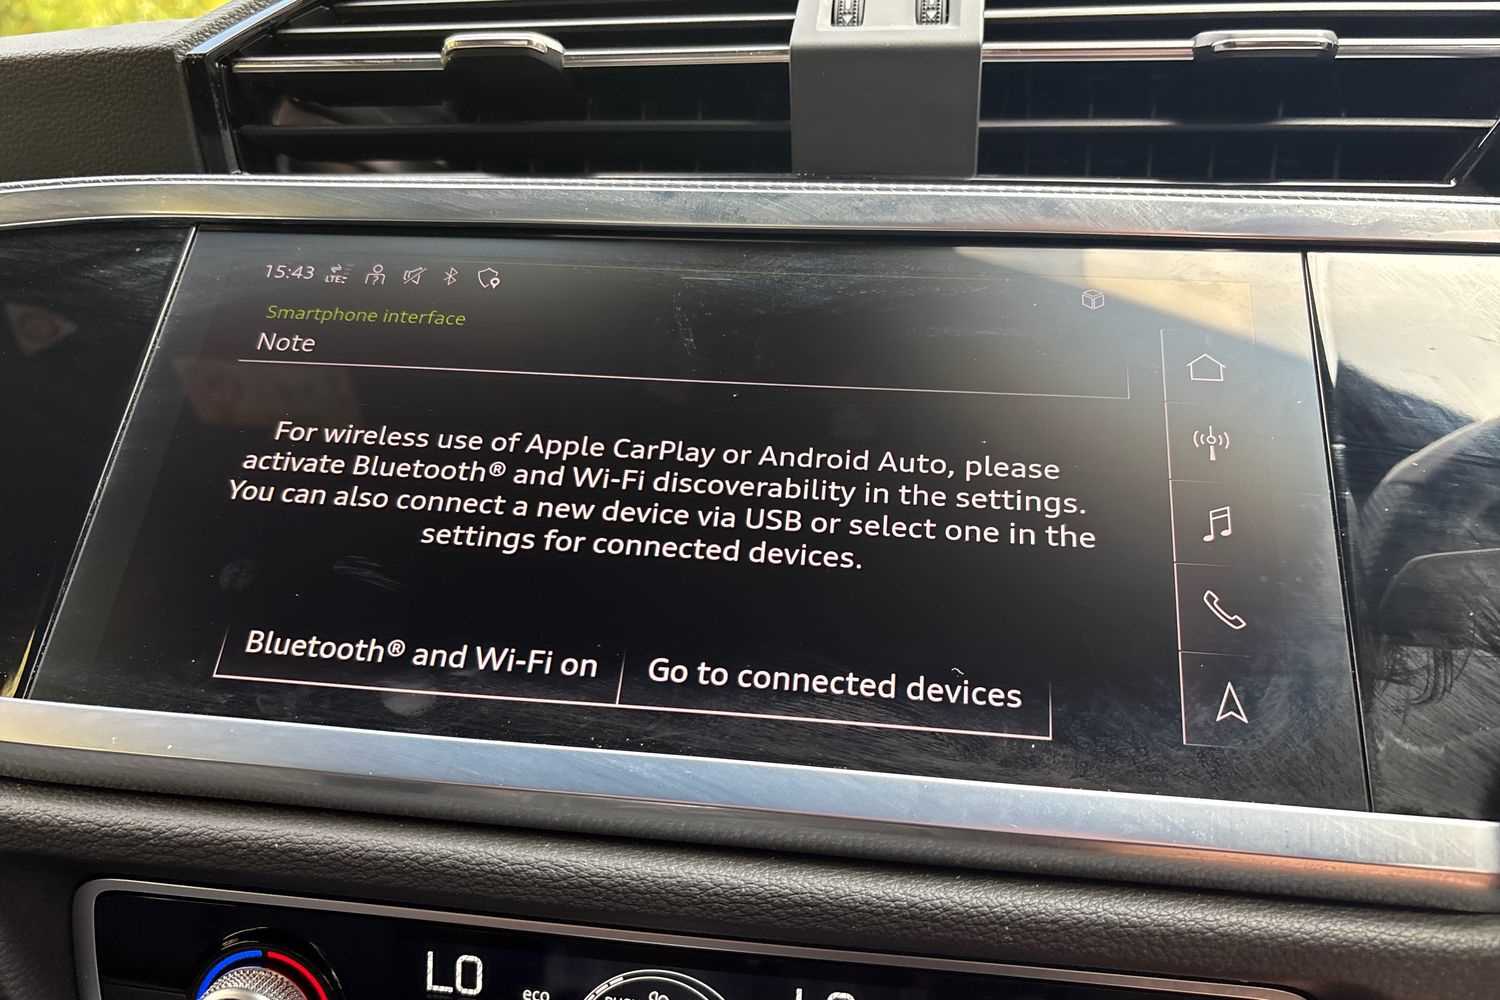 15:43 LTE
Smartphone interface
Note
For wireless use of Apple CarPlay or Android Auto, please
activate Bluetooth® and Wi-Fi discoverability in the settings.
You can also connect a new device via USB or select one in the
settings for connected devices.
Bluetooth® and Wi-Fi on
Go to connected devices
LO
eco